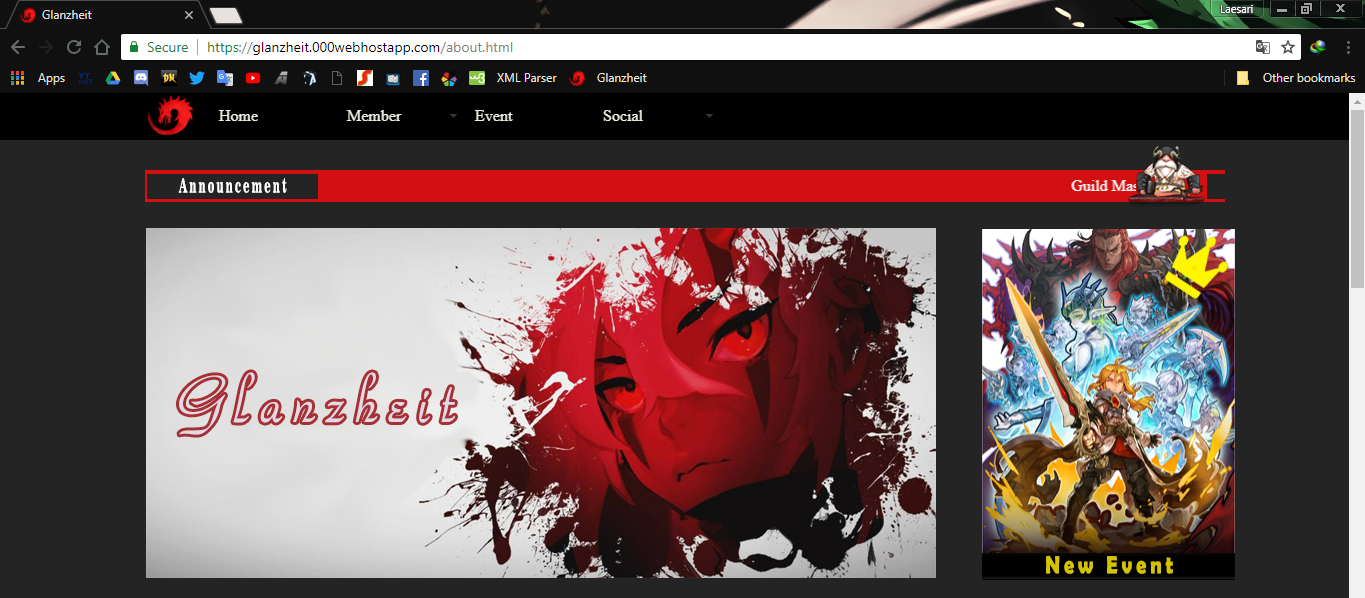 Glanzheit
Laesari
Secure https://glanzheit.000webhostapp.com/about.html
Apps DK XML Parser Glanzheit Other bookmarks
Home Member Event Social
Announcement Guild Mas
Glanzheit
New Event